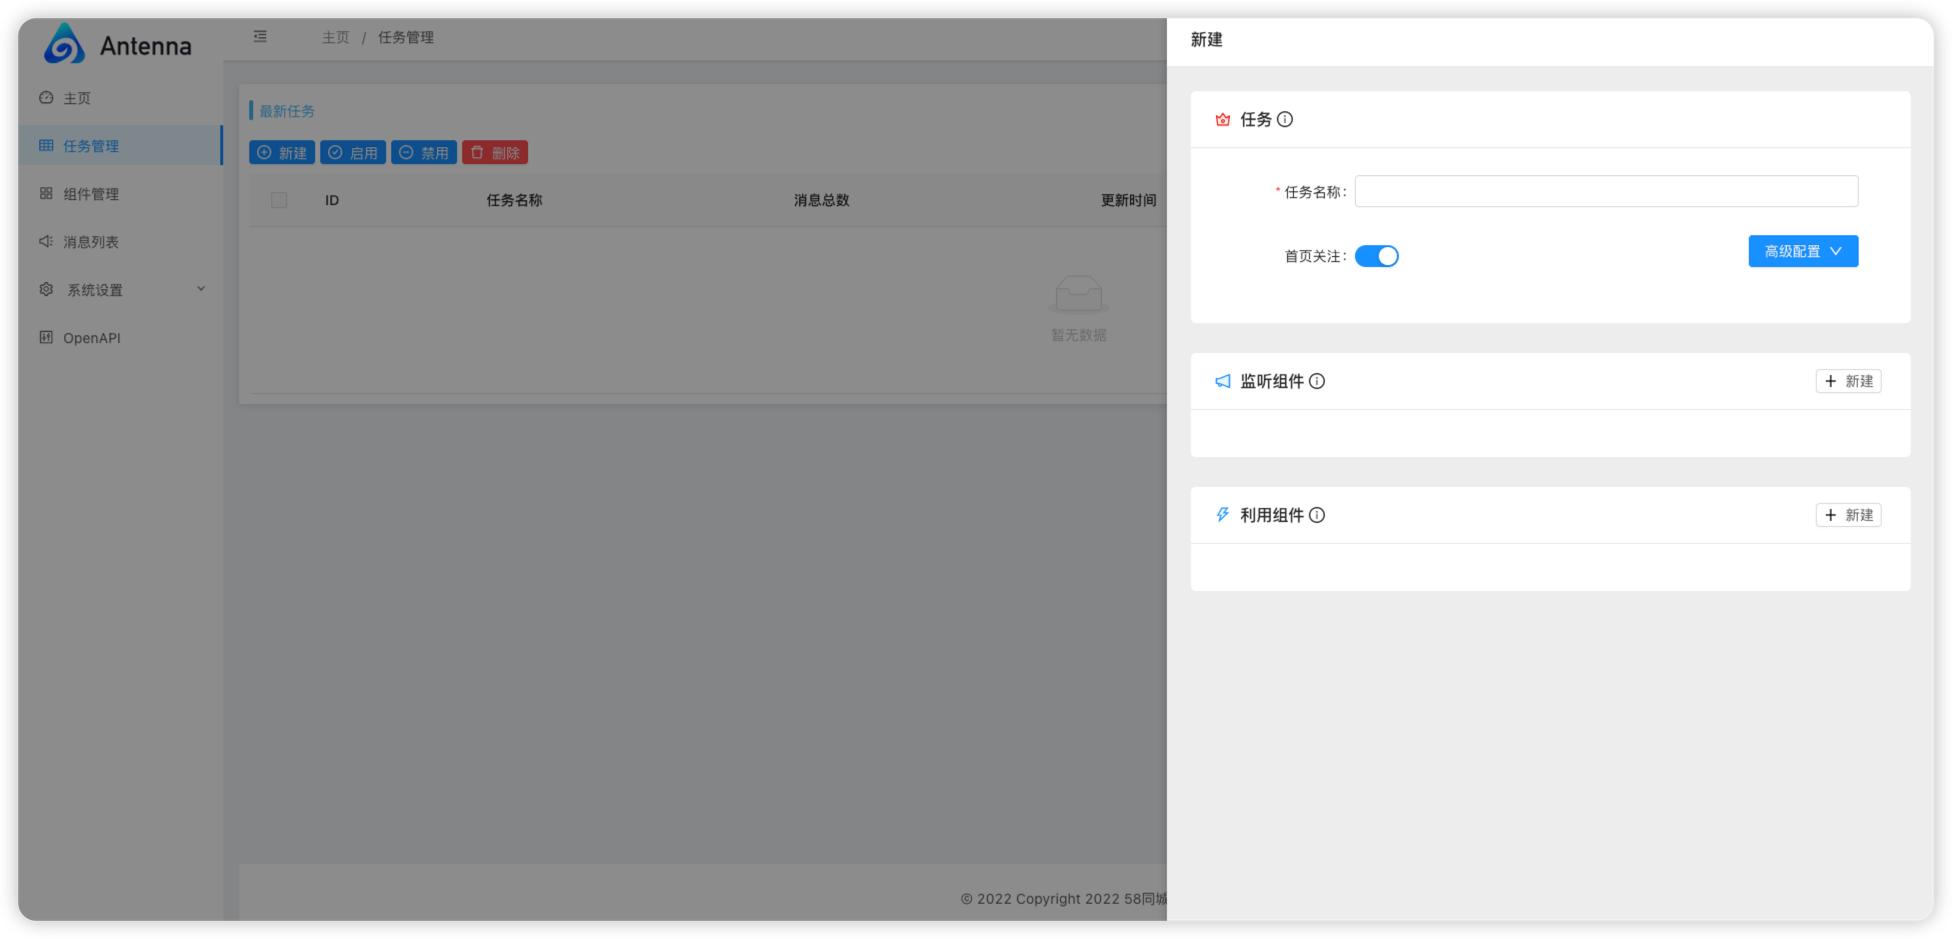 Antenna
主页
任务管理
组件管理
消息列表
系统设置
OpenAPI
主页 / 任务管理
最新任务
新建 启用 禁用 删除
ID 任务名称 消息总数 更新时间
暂无数据
© 2022 Copyright 2022 58同城
新建
任务
* 任务名称:
首页关注:
高级配置
监听组件
+ 新建
利用组件
+ 新建